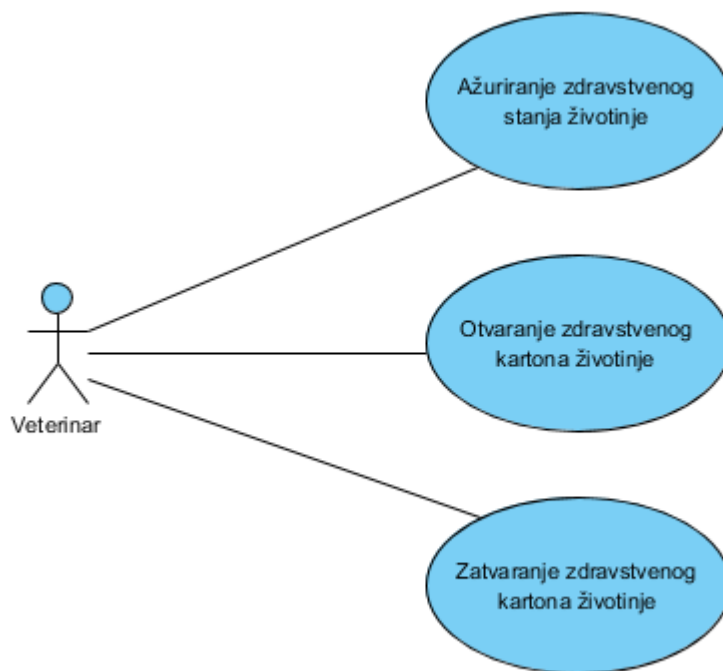 Ažuriranje zdravstvenog
stanja životinje
Otvaranje zdravstvenog
kartona životinje
Veterinar
Zatvaranje zdravstvenog
kartona životinje